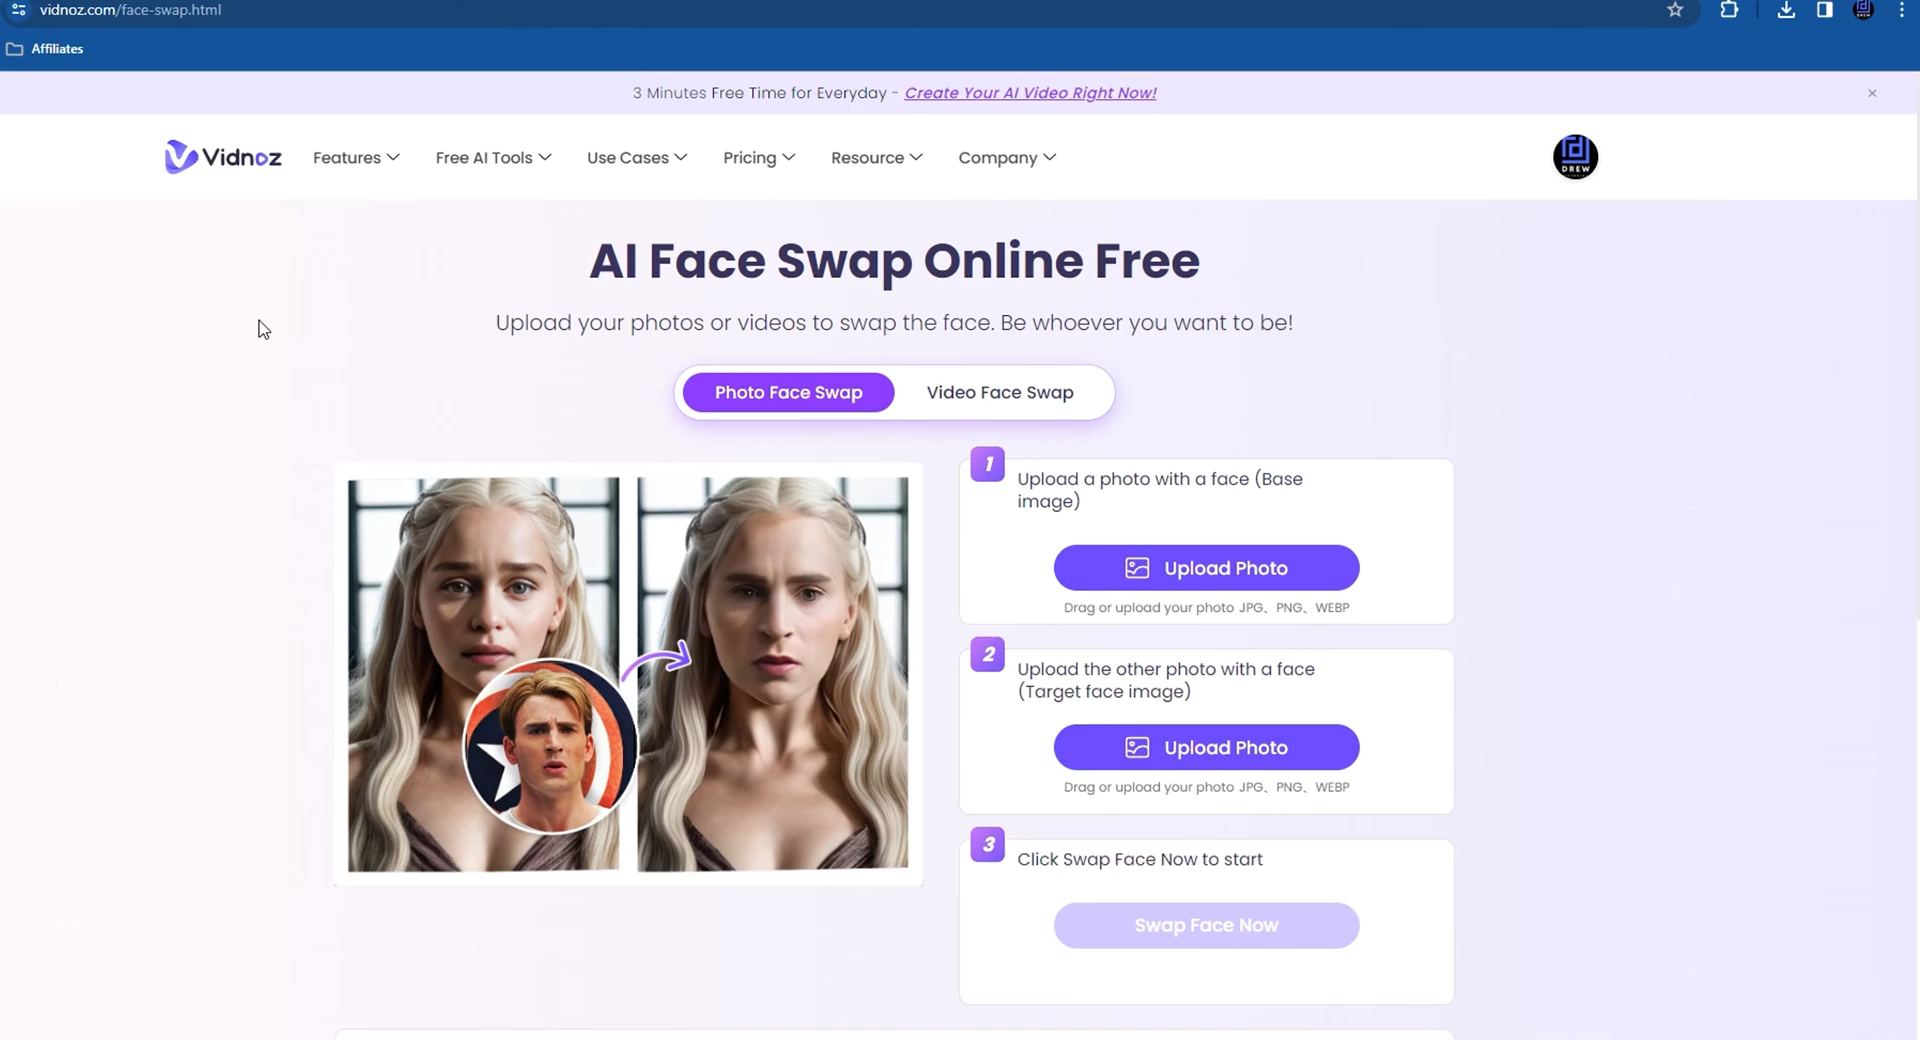 vidnoz.com/face-swap.html
Affiliates
3 Minutes Free Time for Everyday - Create Your AI Video Right Now!
Vidnoz
Features
Free AI Tools
Use Cases
Pricing
Resource
Company
DREW
AI Face Swap Online Free
Upload your photos or videos to swap the face. Be whoever you want to be!
Photo Face Swap
Video Face Swap
1
Upload a photo with a face (Base
image)
Upload Photo
Drag or upload your photo JPG、PNG、WEBP
2
Upload the other photo with a face
(Target face image)
Upload Photo
Drag or upload your photo JPG、PNG、WEBP
3
Click Swap Face Now to start
Swap Face Now